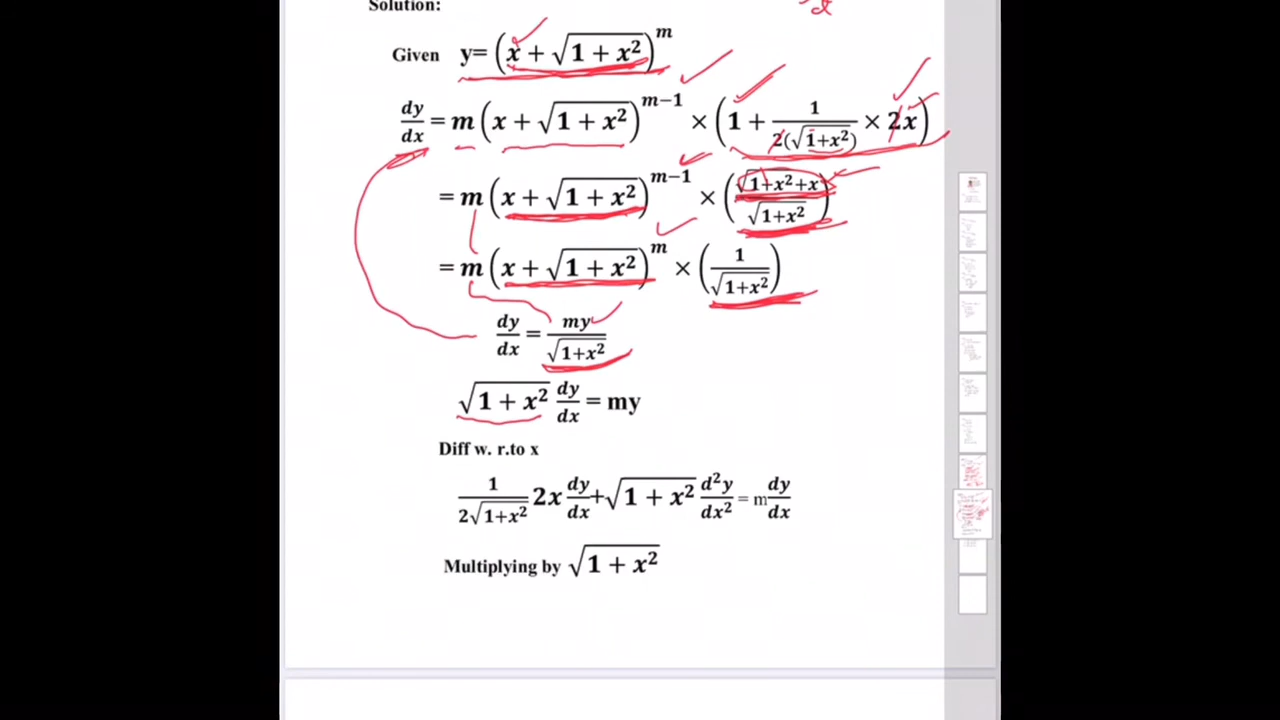 Solution:
Given y= (x + √(1 + x²))^m
dy/dx = m (x + √(1 + x²))^(m−1) × (1 + 1/(2(√(1+x²))) × 2x)
= m (x + √(1 + x²))^(m−1) × ((√(1+x²)+x)/√(1+x²))
= m (x + √(1 + x²))^m × (1/√(1+x²))
dy/dx = my/√(1+x²)
√(1 + x²) dy/dx = my
Diff w. r.to x
1/(2√(1+x²)) 2x dy/dx + √(1 + x²) d²y/dx² = m dy/dx
Multiplying by √(1 + x²)